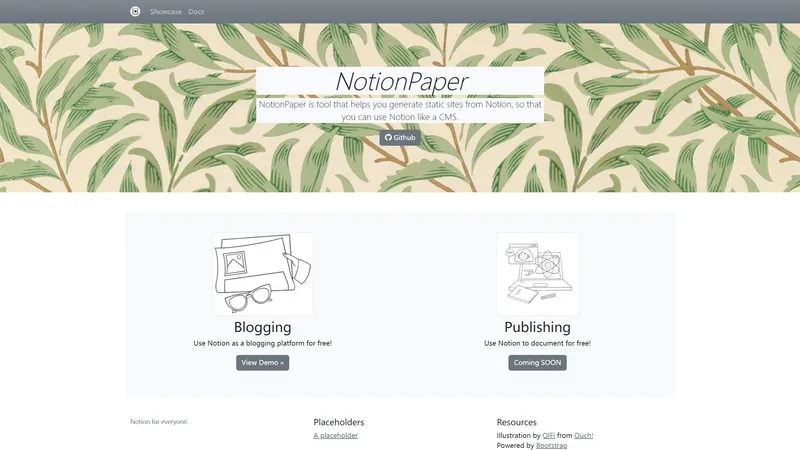 Showcase Docs
NotionPaper
NotionPaper is tool that helps you generate static sites from Notion, so that
you can use Notion like a CMS.
Github
Blogging
Use Notion as a blogging platform for free!
View Demo »
Publishing
Use Notion to document for free!
Coming SOON
Notion for everyone.
Placeholders
A placeholder
Resources
Illustration by OlFi from Ouch!
Powered by Bootstrap